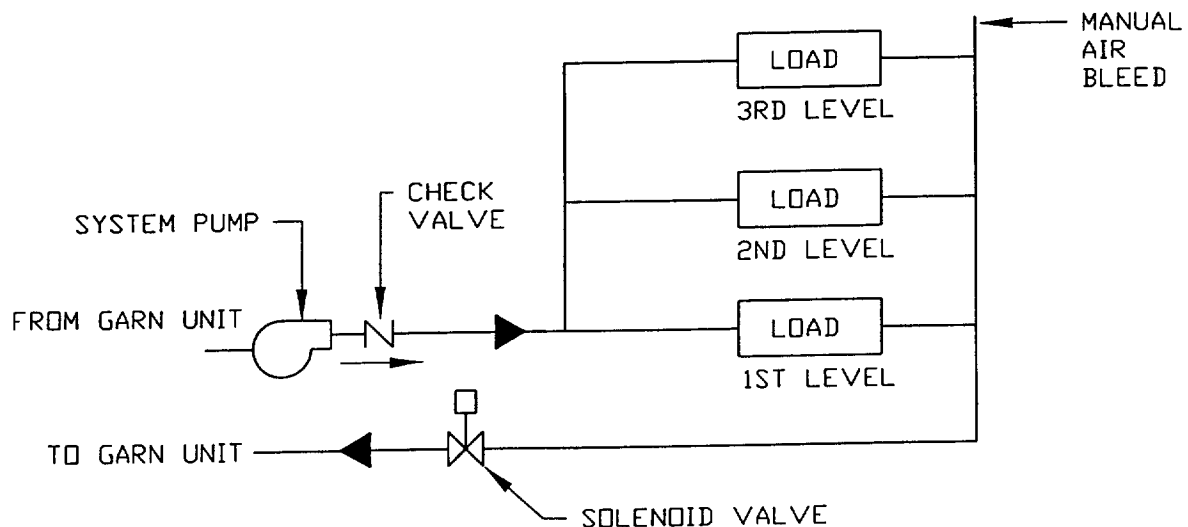 MANUAL
AIR
BLEED
LOAD
3RD LEVEL
CHECK
VALVE
LOAD
SYSTEM PUMP
2ND LEVEL
FROM GARN UNIT
LOAD
1ST LEVEL
TO GARN UNIT
SOLENOID VALVE